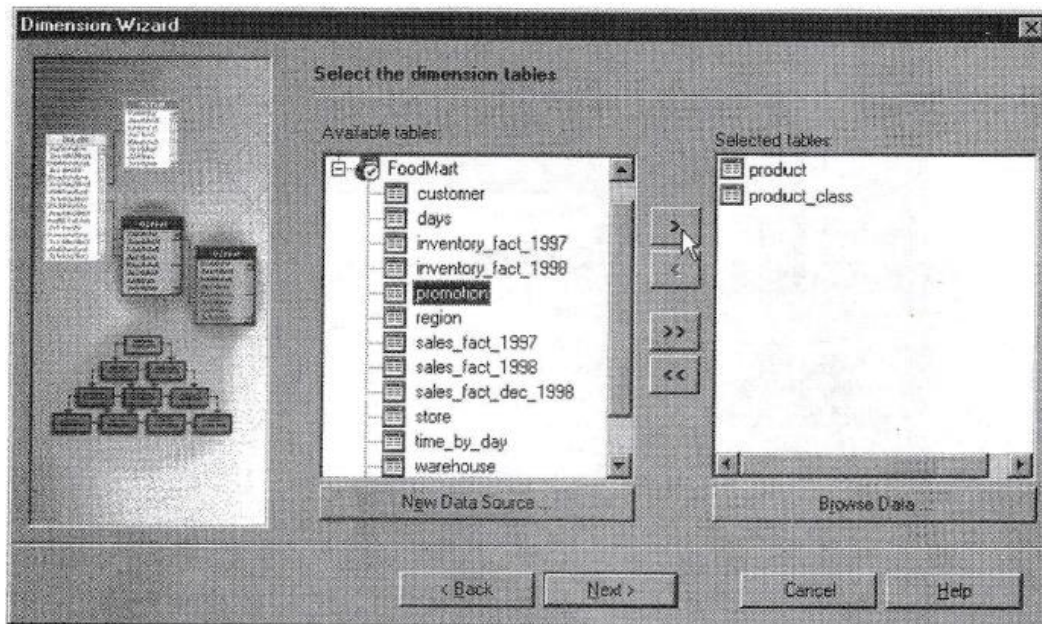 Dimension Wizard
Select the dimension tables
Available tables:
FoodMart
customer
days
inventory_fact_1997
inventory_fact_1998
promotion
region
sales_fact_1997
sales_fact_1998
sales_fact_dec_1998
store
time_by_day
warehouse
New Data Source ...
>
<
>>
<<
Selected tables:
product
product_class
Browse Data ...
< Back
Next >
Cancel
Help